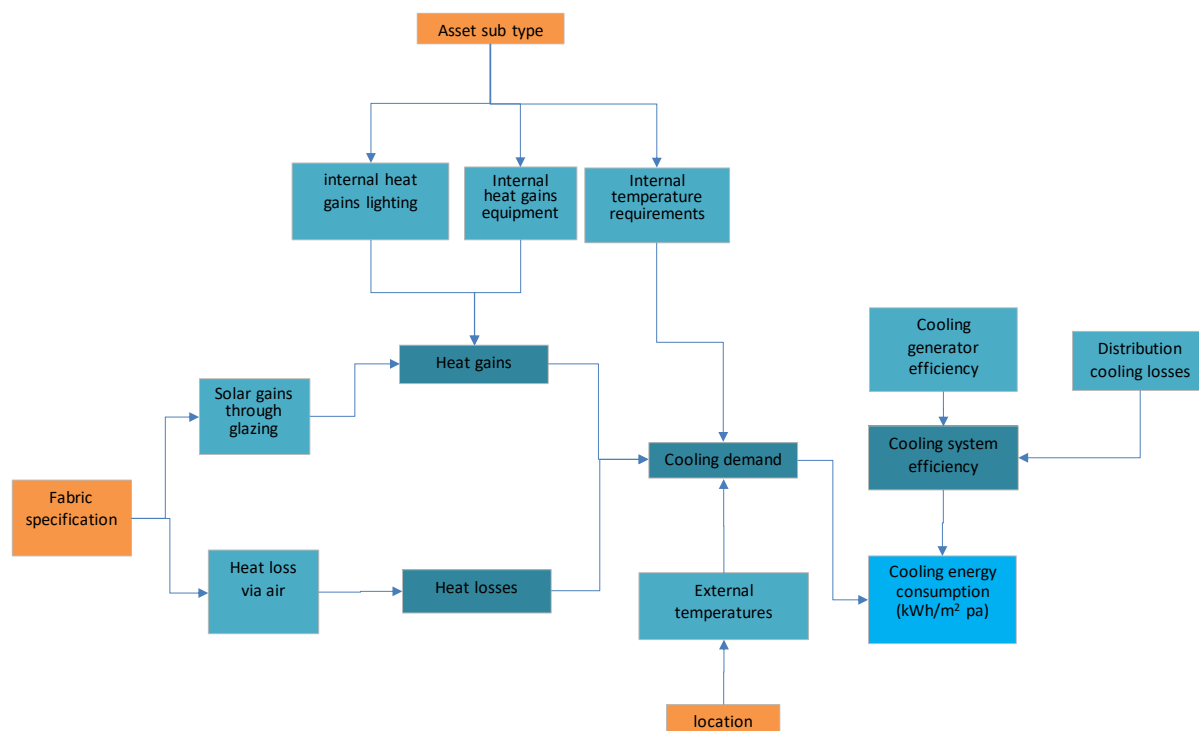 Asset sub type
internal heat
gains lighting
Internal
heat gains
equipment
Internal
temperature
requirements
Cooling
generator
efficiency
Distribution
cooling losses
Heat gains
Solar gains
through
glazing
Cooling demand
Cooling system
efficiency
Fabric
specification
Heat loss
via air
Heat losses
External
temperatures
Cooling energy
consumption
(kWh/m² pa)
location